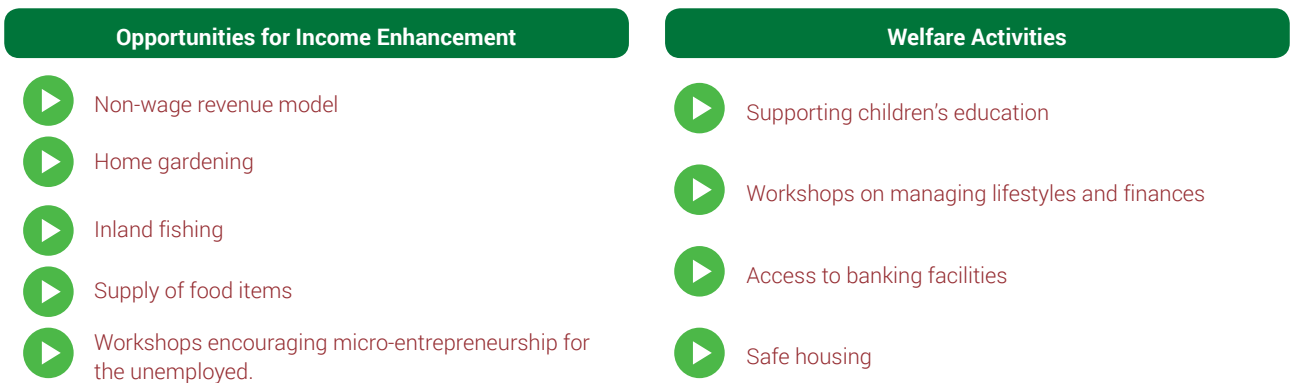 Opportunities for Income Enhancement
Non-wage revenue model
Home gardening
Inland fishing
Supply of food items
Workshops encouraging micro-entrepreneurship for
the unemployed.
Welfare Activities
Supporting children's education
Workshops on managing lifestyles and finances
Access to banking facilities
Safe housing